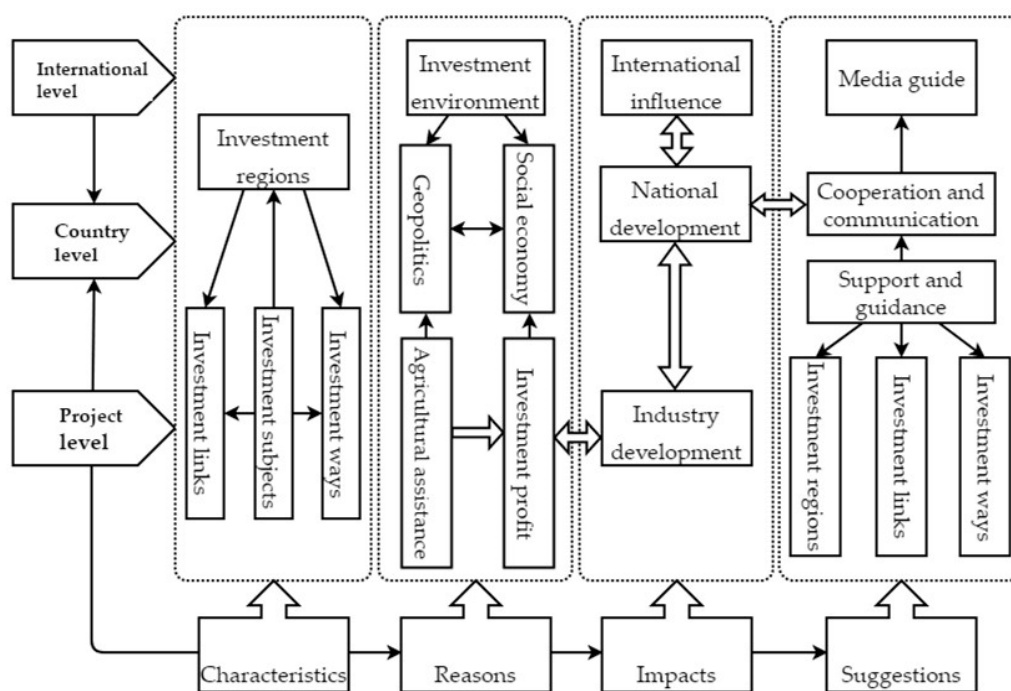 International
level
Country
level
Project
level
Investment
regions
Investment links
Investment subjects
Investment ways
Investment
environment
Geopolitics
Social economy
Agricultural assistance
Investment profit
International
influence
National
development
Industry
development
Media guide
Cooperation and
communication
Support and
guidance
Investment regions
Investment links
Investment ways
Characteristics
Reasons
Impacts
Suggestions